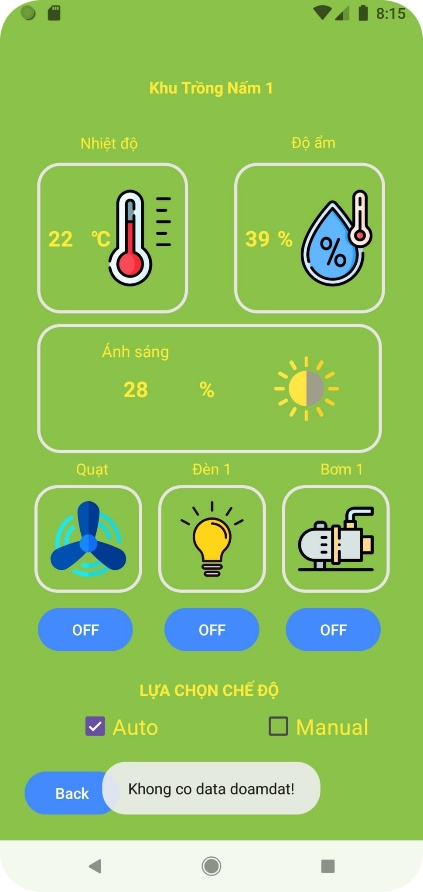 8:15
Khu Trồng Nấm 1
Nhiệt độ
Độ ẩm
22 °C
39 %
%
Ánh sáng
28 %
Quạt
Đèn 1
Bơm 1
OFF
OFF
OFF
LỰA CHỌN CHẾ ĐỘ
Auto
Manual
Back
Khong co data doamdat!